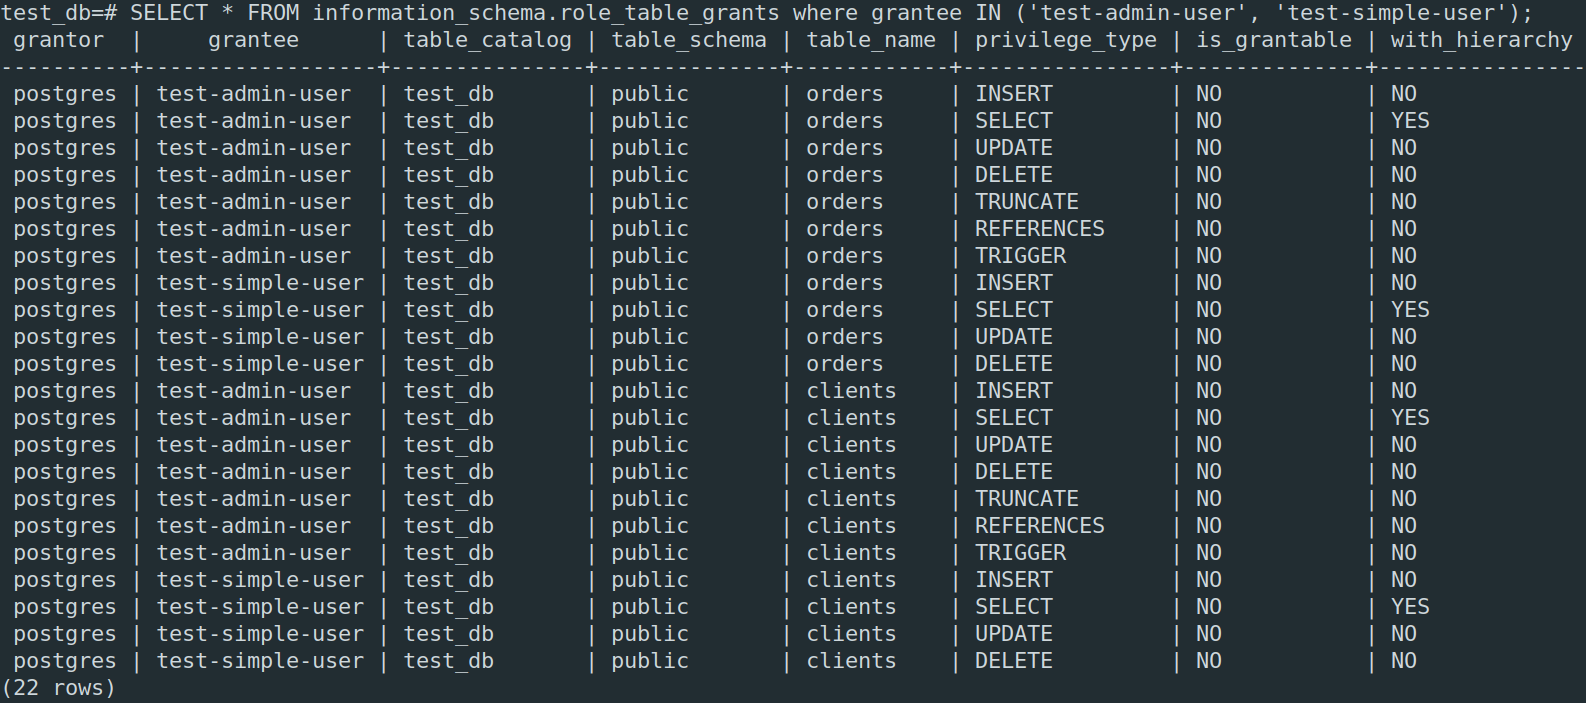 test_db=# SELECT * FROM information_schema.role_table_grants where grantee IN ('test-admin-user', 'test-simple-user');
 grantor  |     grantee      | table_catalog | table_schema | table_name | privilege_type | is_grantable | with_hierarchy
----------+------------------+---------------+--------------+------------+----------------+--------------+----------------
 postgres | test-admin-user  | test_db       | public       | orders     | INSERT         | NO           | NO
 postgres | test-admin-user  | test_db       | public       | orders     | SELECT         | NO           | YES
 postgres | test-admin-user  | test_db       | public       | orders     | UPDATE         | NO           | NO
 postgres | test-admin-user  | test_db       | public       | orders     | DELETE         | NO           | NO
 postgres | test-admin-user  | test_db       | public       | orders     | TRUNCATE       | NO           | NO
 postgres | test-admin-user  | test_db       | public       | orders     | REFERENCES     | NO           | NO
 postgres | test-admin-user  | test_db       | public       | orders     | TRIGGER        | NO           | NO
 postgres | test-simple-user | test_db       | public       | orders     | INSERT         | NO           | NO
 postgres | test-simple-user | test_db       | public       | orders     | SELECT         | NO           | YES
 postgres | test-simple-user | test_db       | public       | orders     | UPDATE         | NO           | NO
 postgres | test-simple-user | test_db       | public       | orders     | DELETE         | NO           | NO
 postgres | test-admin-user  | test_db       | public       | clients    | INSERT         | NO           | NO
 postgres | test-admin-user  | test_db       | public       | clients    | SELECT         | NO           | YES
 postgres | test-admin-user  | test_db       | public       | clients    | UPDATE         | NO           | NO
 postgres | test-admin-user  | test_db       | public       | clients    | DELETE         | NO           | NO
 postgres | test-admin-user  | test_db       | public       | clients    | TRUNCATE       | NO           | NO
 postgres | test-admin-user  | test_db       | public       | clients    | REFERENCES     | NO           | NO
 postgres | test-admin-user  | test_db       | public       | clients    | TRIGGER        | NO           | NO
 postgres | test-simple-user | test_db       | public       | clients    | INSERT         | NO           | NO
 postgres | test-simple-user | test_db       | public       | clients    | SELECT         | NO           | YES
 postgres | test-simple-user | test_db       | public       | clients    | UPDATE         | NO           | NO
 postgres | test-simple-user | test_db       | public       | clients    | DELETE         | NO           | NO
(22 rows)